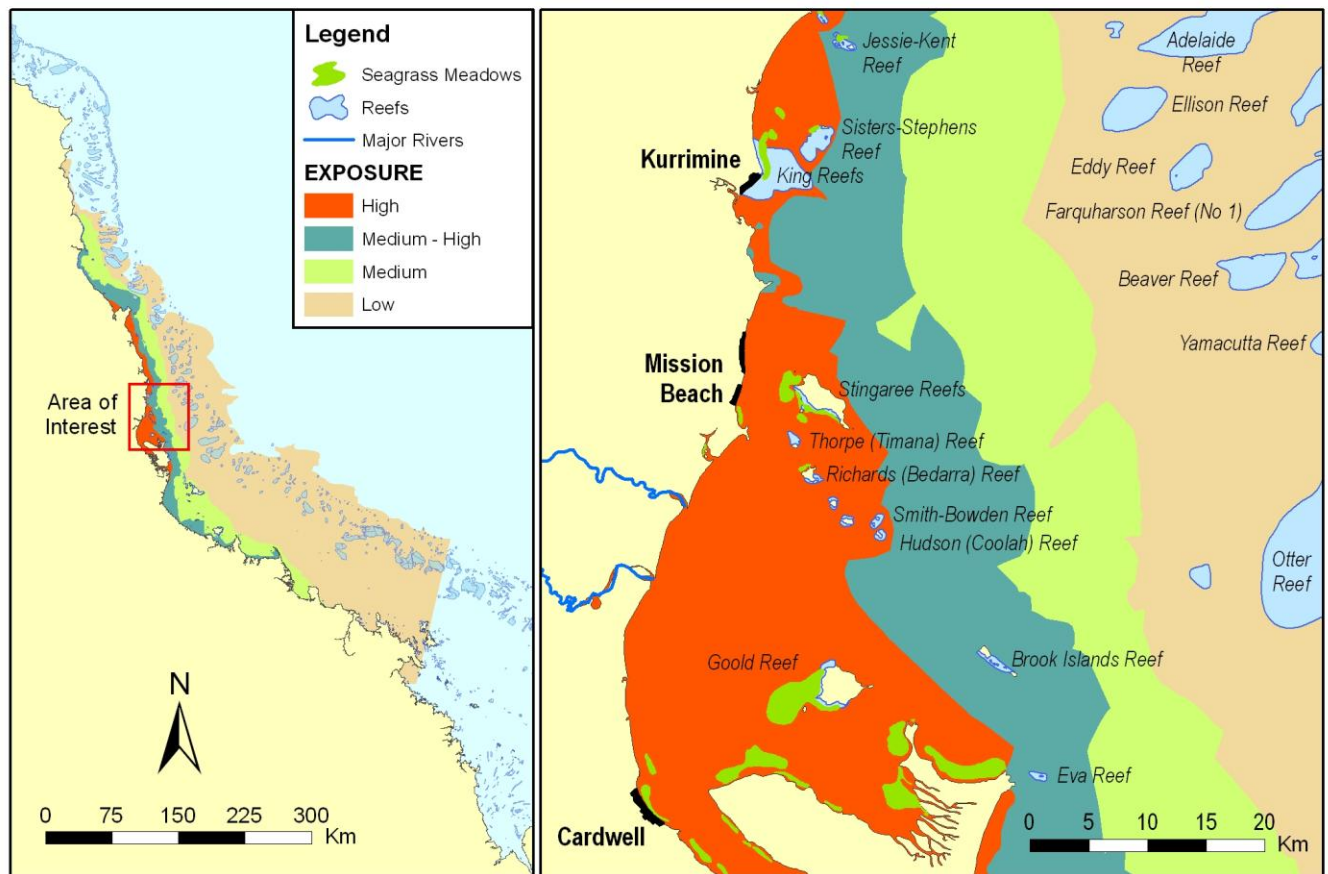 Legend
Seagrass Meadows
Reefs
Major Rivers
EXPOSURE
High
Medium - High
Medium
Low
Area of
Interest
N
0 75 150 225 300
Km
Jessie-Kent
Reef
Adelaide
Reef
Ellison Reef
Sisters-Stephens
Reef
Kurrimine
King Reefs
Eddy Reef
Farquharson Reef (No 1)
Beaver Reef
Yamacutta Reef
Mission
Beach
Stingaree Reefs
Thorpe (Timana) Reef
Richards (Bedarra) Reef
Smith-Bowden Reef
Hudson (Coolah) Reef
Otter
Reef
Goold Reef
Brook Islands Reef
Eva Reef
Cardwell
0 5 10 15 20
Km